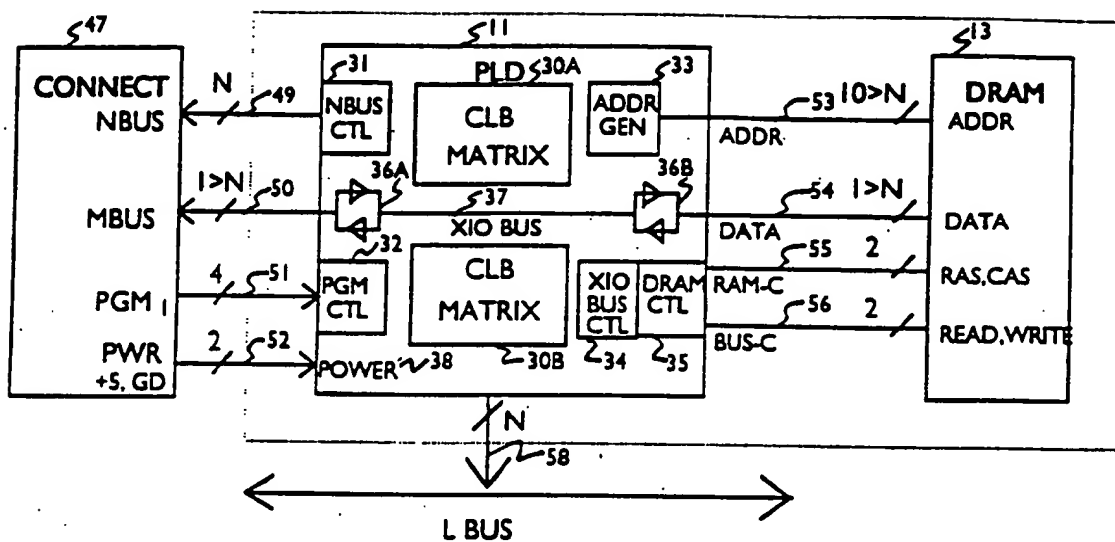 47
CONNECT
NBUS
MBUS
PGM I
PWR
+5, GD
N
49
I>N
50
4
51
2
52
11
PLD
31
NBUS
CTL
30A
CLB
MATRIX
33
ADDR
GEN
36A
37
XIO BUS
36B
32
PGM
CTL
CLB
MATRIX
30B
XIO
BUS
CTL
34
DRAM
CTL
35
POWER
38
53
10>N
ADDR
54
I>N
DATA
55
2
RAM-C
56
2
BUS-C
13
DRAM
ADDR
DATA
RAS,CAS
READ,WRITE
N
58
L BUS